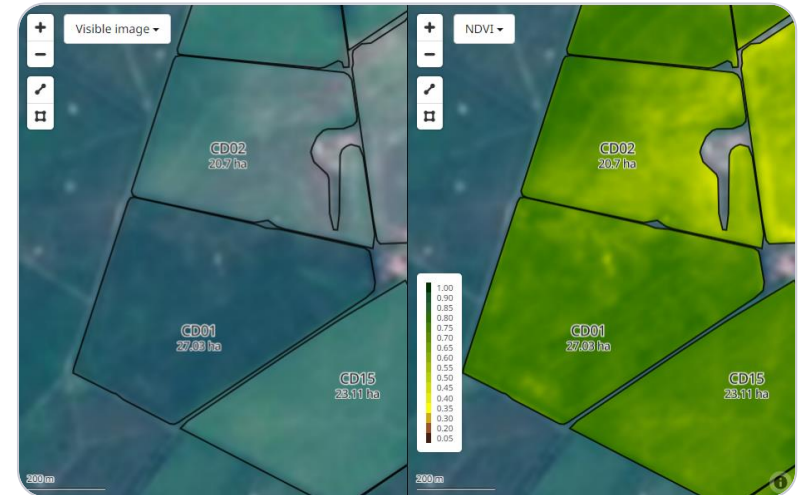 +
−
Visible image
CD02
20.7 ha
CD01
27.03 ha
CD15
23.11 ha
200 m
+
−
NDVI
CD02
20.7 ha
CD01
27.03 ha
CD15
23.11 ha
1.00
0.90
0.85
0.80
0.75
0.70
0.65
0.60
0.55
0.50
0.45
0.40
0.35
0.30
0.20
0.05
200 m
i